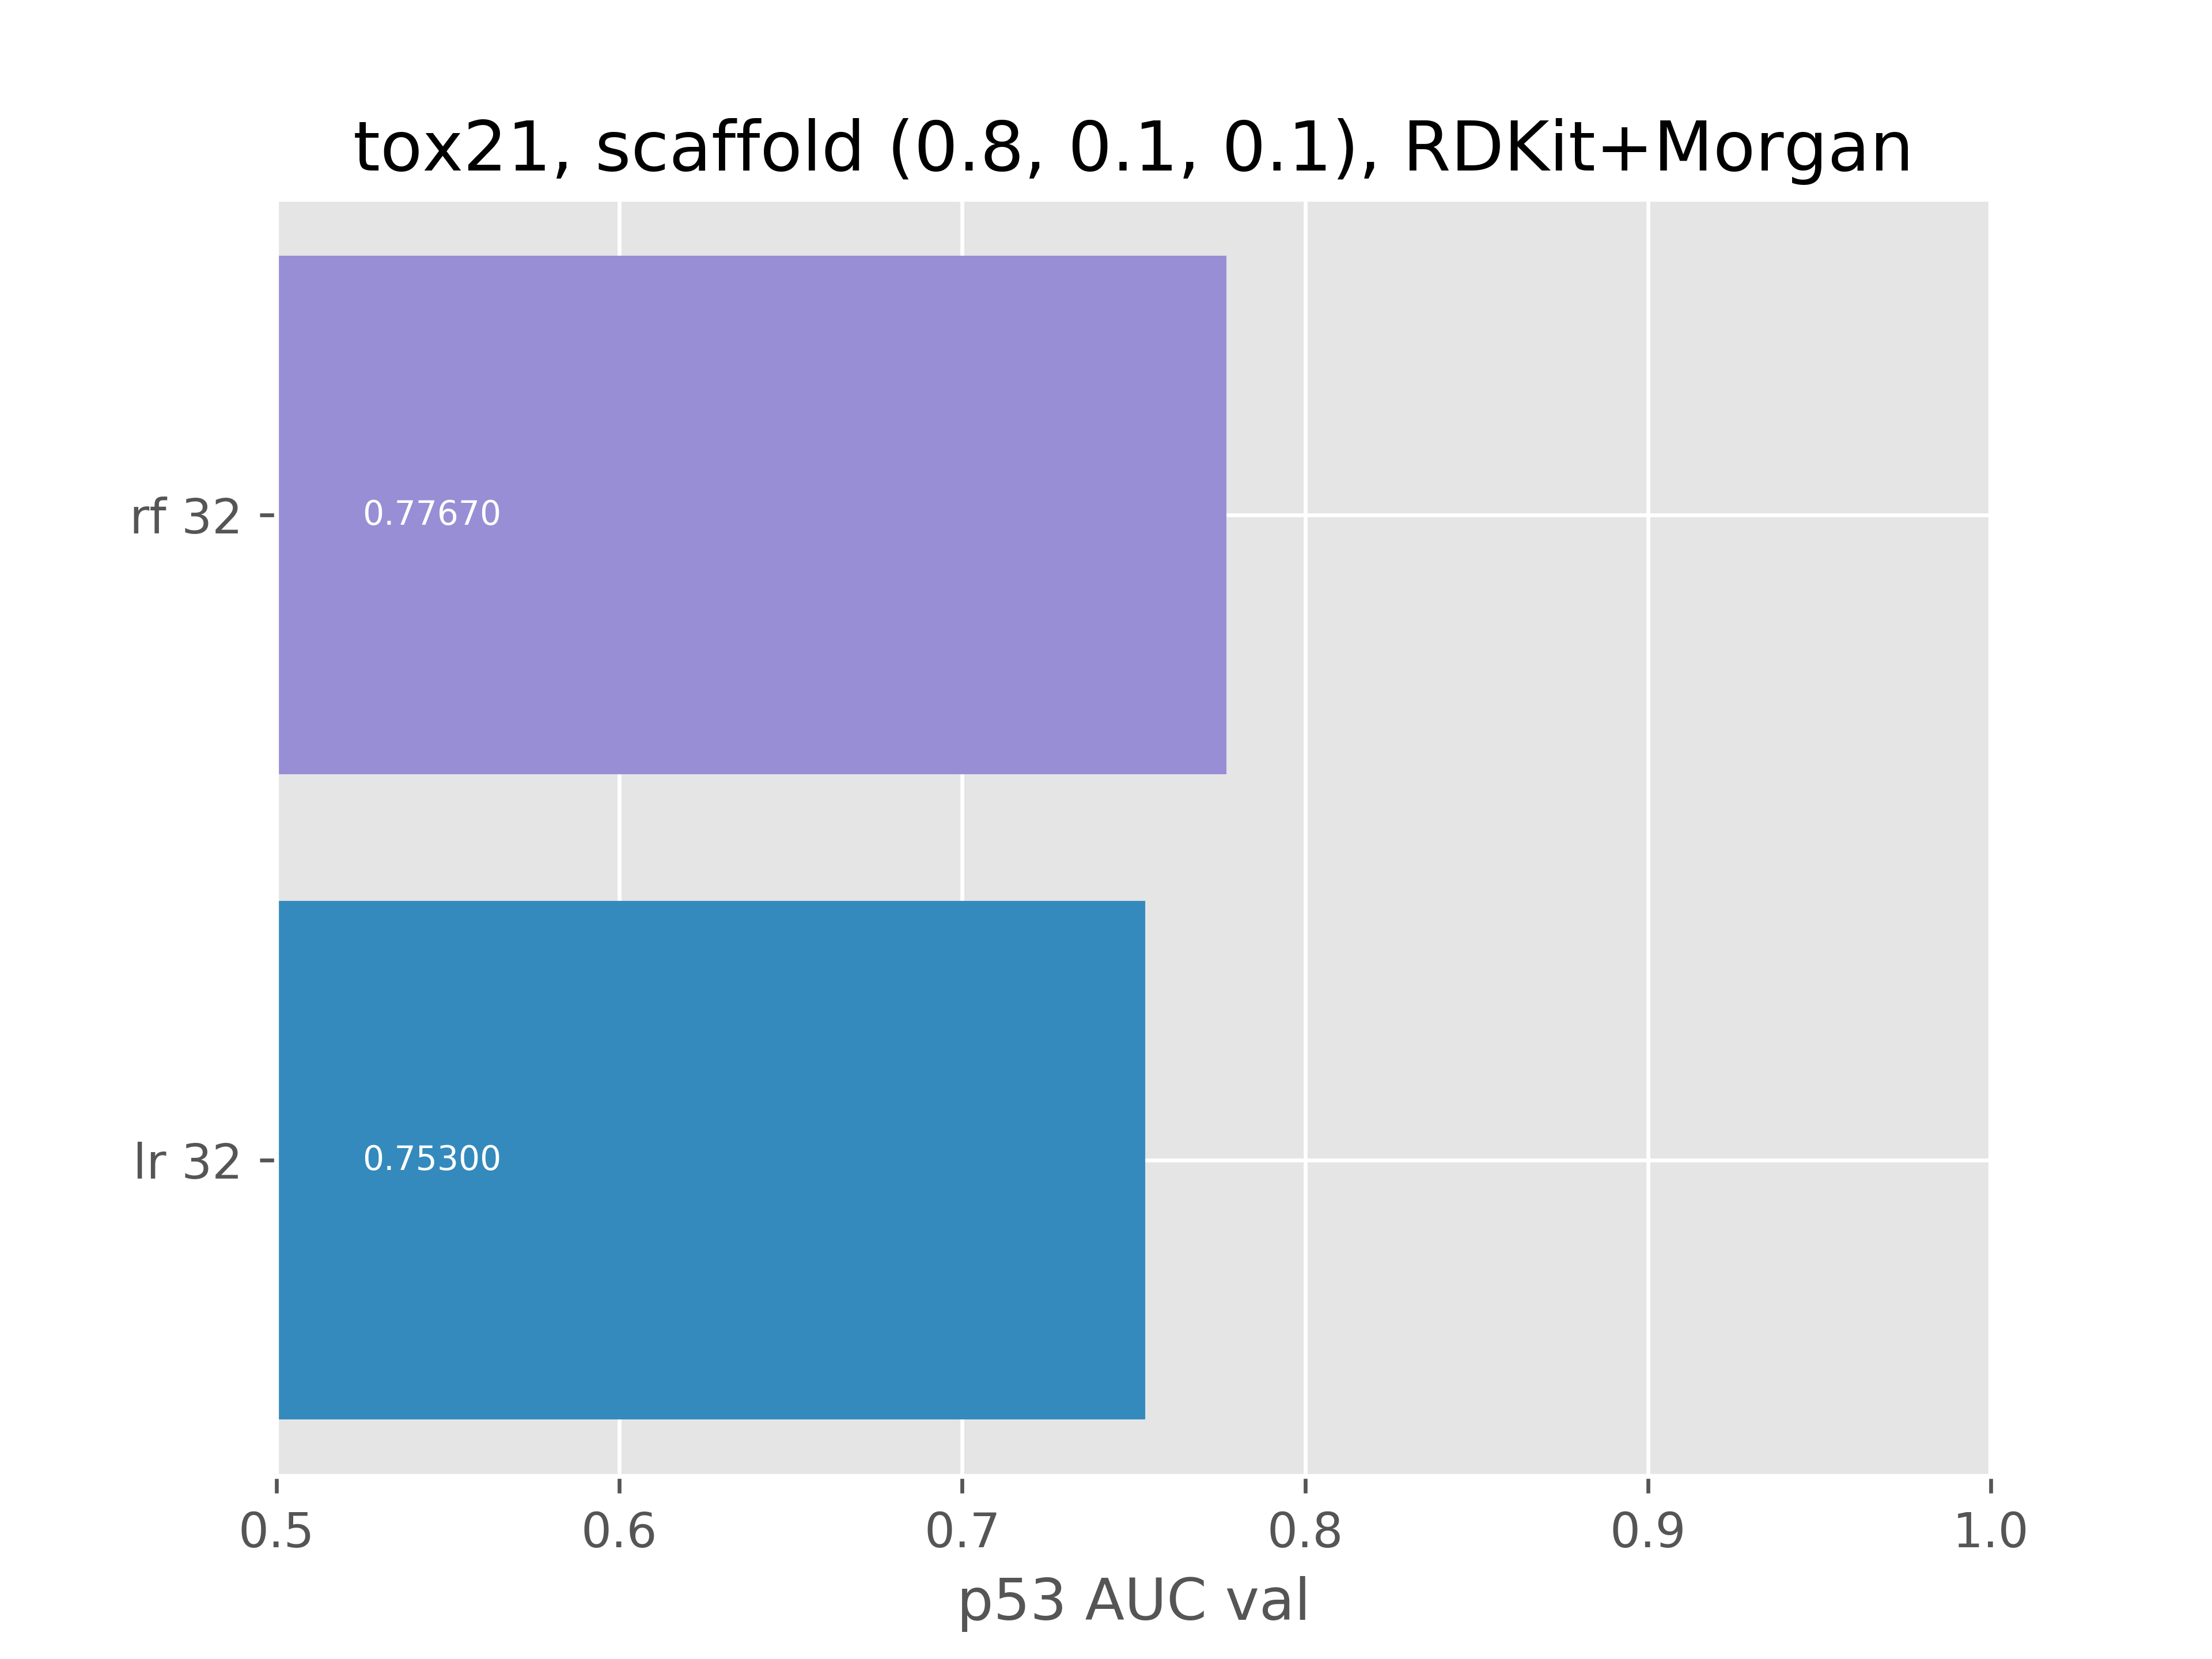 tox21, scaffold (0.8, 0.1, 0.1), RDKit+Morgan
rf 32
0.77670
lr 32
0.75300
0.5 0.6 0.7 0.8 0.9 1.0
p53 AUC val